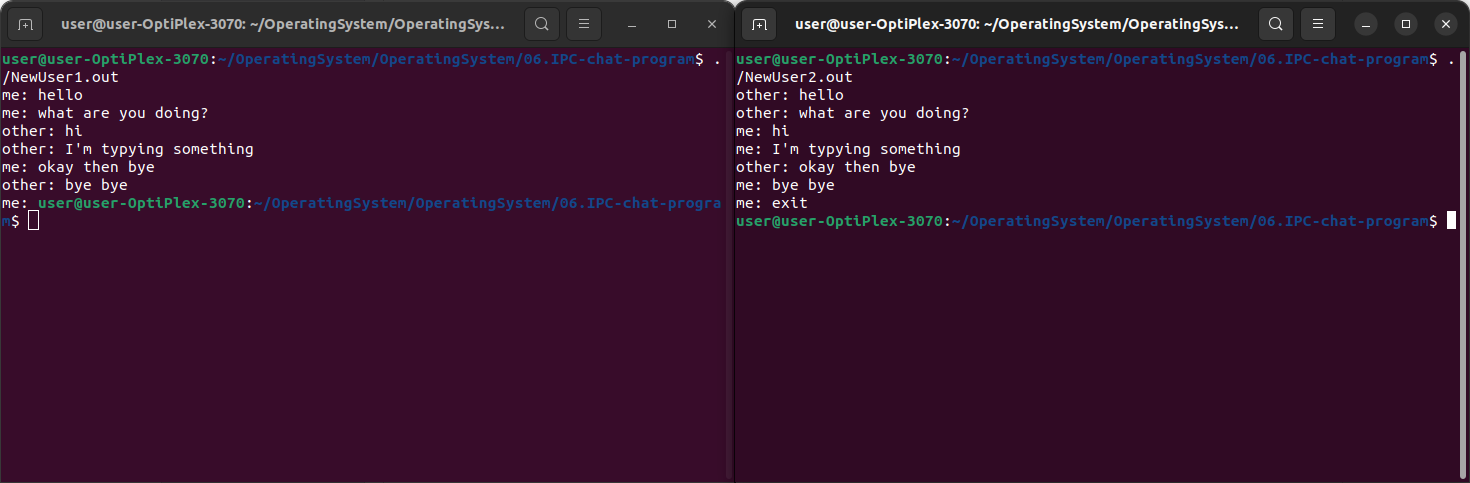 user@user-OptiPlex-3070: ~/OperatingSystem/OperatingSys...
user@user-OptiPlex-3070:~/OperatingSystem/OperatingSystem/06.IPC-chat-program$ .
/NewUser1.out
me: hello
me: what are you doing?
other: hi
other: I'm typying something
me: okay then bye
other: bye bye
me: user@user-OptiPlex-3070:~/OperatingSystem/OperatingSystem/06.IPC-chat-progra
m$
user@user-OptiPlex-3070: ~/OperatingSystem/OperatingSys...
user@user-OptiPlex-3070:~/OperatingSystem/OperatingSystem/06.IPC-chat-program$ .
/NewUser2.out
other: hello
other: what are you doing?
me: hi
me: I'm typying something
other: okay then bye
me: bye bye
me: exit
user@user-OptiPlex-3070:~/OperatingSystem/OperatingSystem/06.IPC-chat-program$